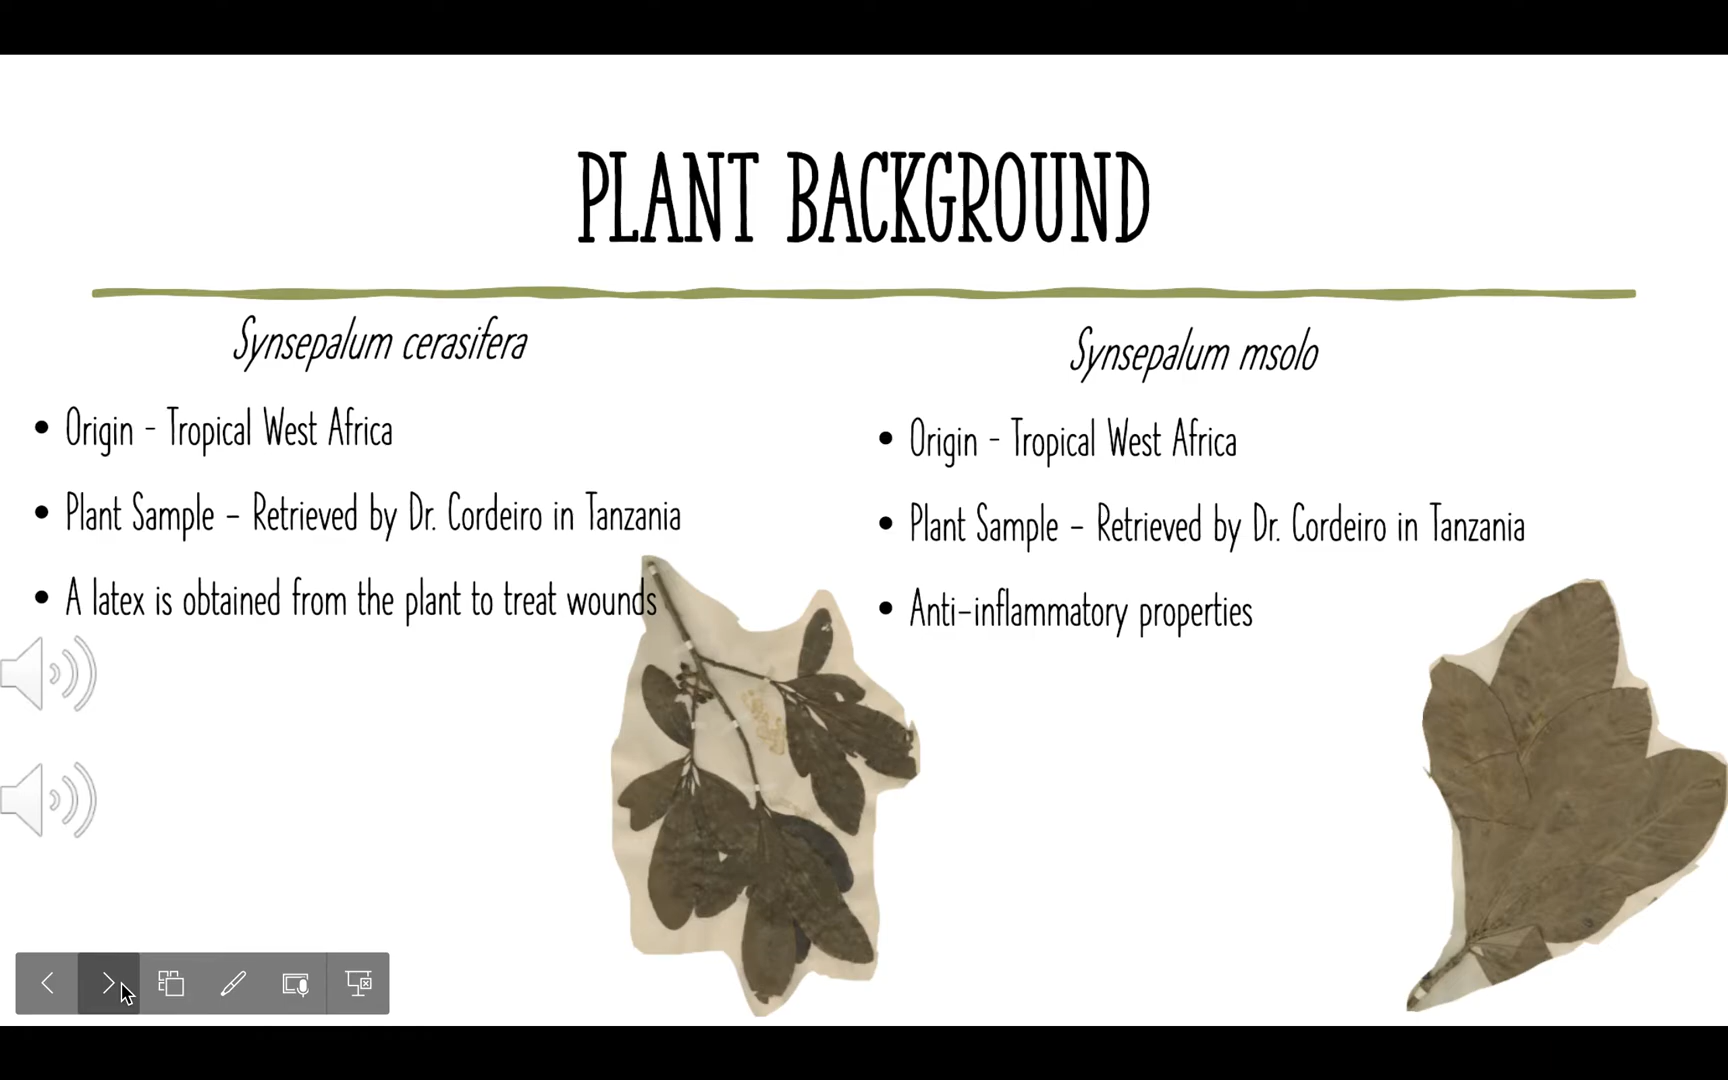 PLANT BACKGROUND
Synsepalum cerasifera
• Origin - Tropical West Africa
• Plant Sample – Retrieved by Dr. Cordeiro in Tanzania
• A latex is obtained from the plant to treat wounds
Synsepalum msolo
• Origin - Tropical West Africa
• Plant Sample – Retrieved by Dr. Cordeiro in Tanzania
• Anti-inflammatory properties